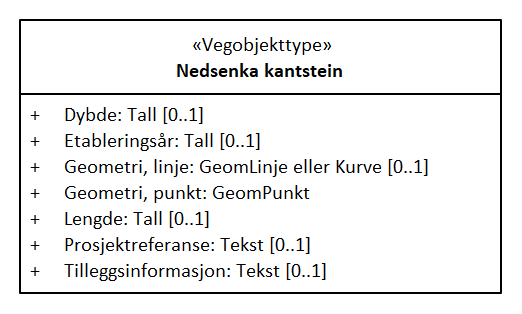 «Vegobjekttype»
Nedsenka kantstein
+ Dybde: Tall [0..1]
+ Etableringsår: Tall [0..1]
+ Geometri, linje: GeomLinje eller Kurve [0..1]
+ Geometri, punkt: GeomPunkt
+ Lengde: Tall [0..1]
+ Prosjektreferanse: Tekst [0..1]
+ Tilleggsinformasjon: Tekst [0..1]